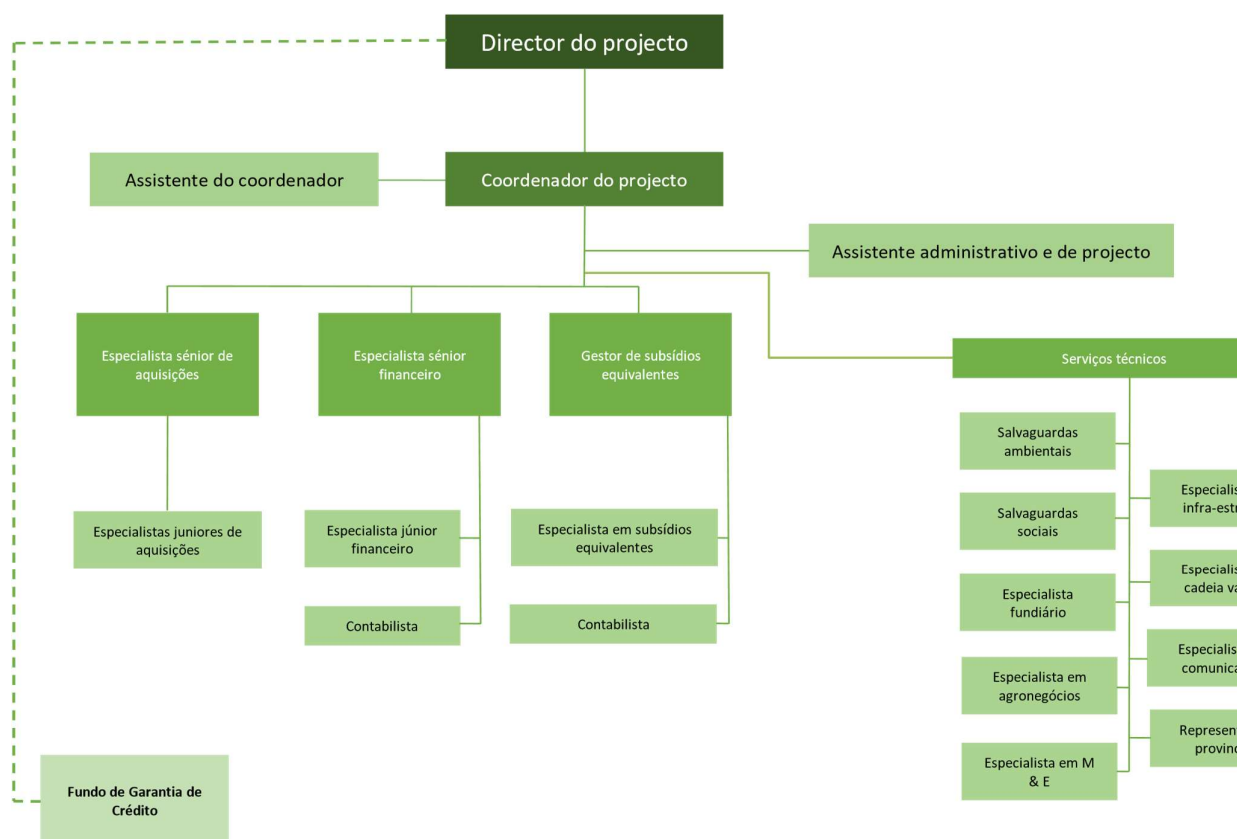 Director do projecto
Assistente do coordenador
Coordenador do projecto
Assistente administrativo e de projecto
Especialista sénior de
aquisições
Especialista sénior
financeiro
Gestor de subsídios
equivalentes
Serviços técnicos
Salvaguardas
ambientais
Salvaguardas
sociais
Especialista
fundiário
Especialista em
agronegócios
Especialista em M
& E
cadeia
Especialistas juniores de
aquisições
Especialista júnior
financeiro
Contabilista
Especialista em subsídios
equivalentes
Contabilista
Fundo de Garantia de
Crédito